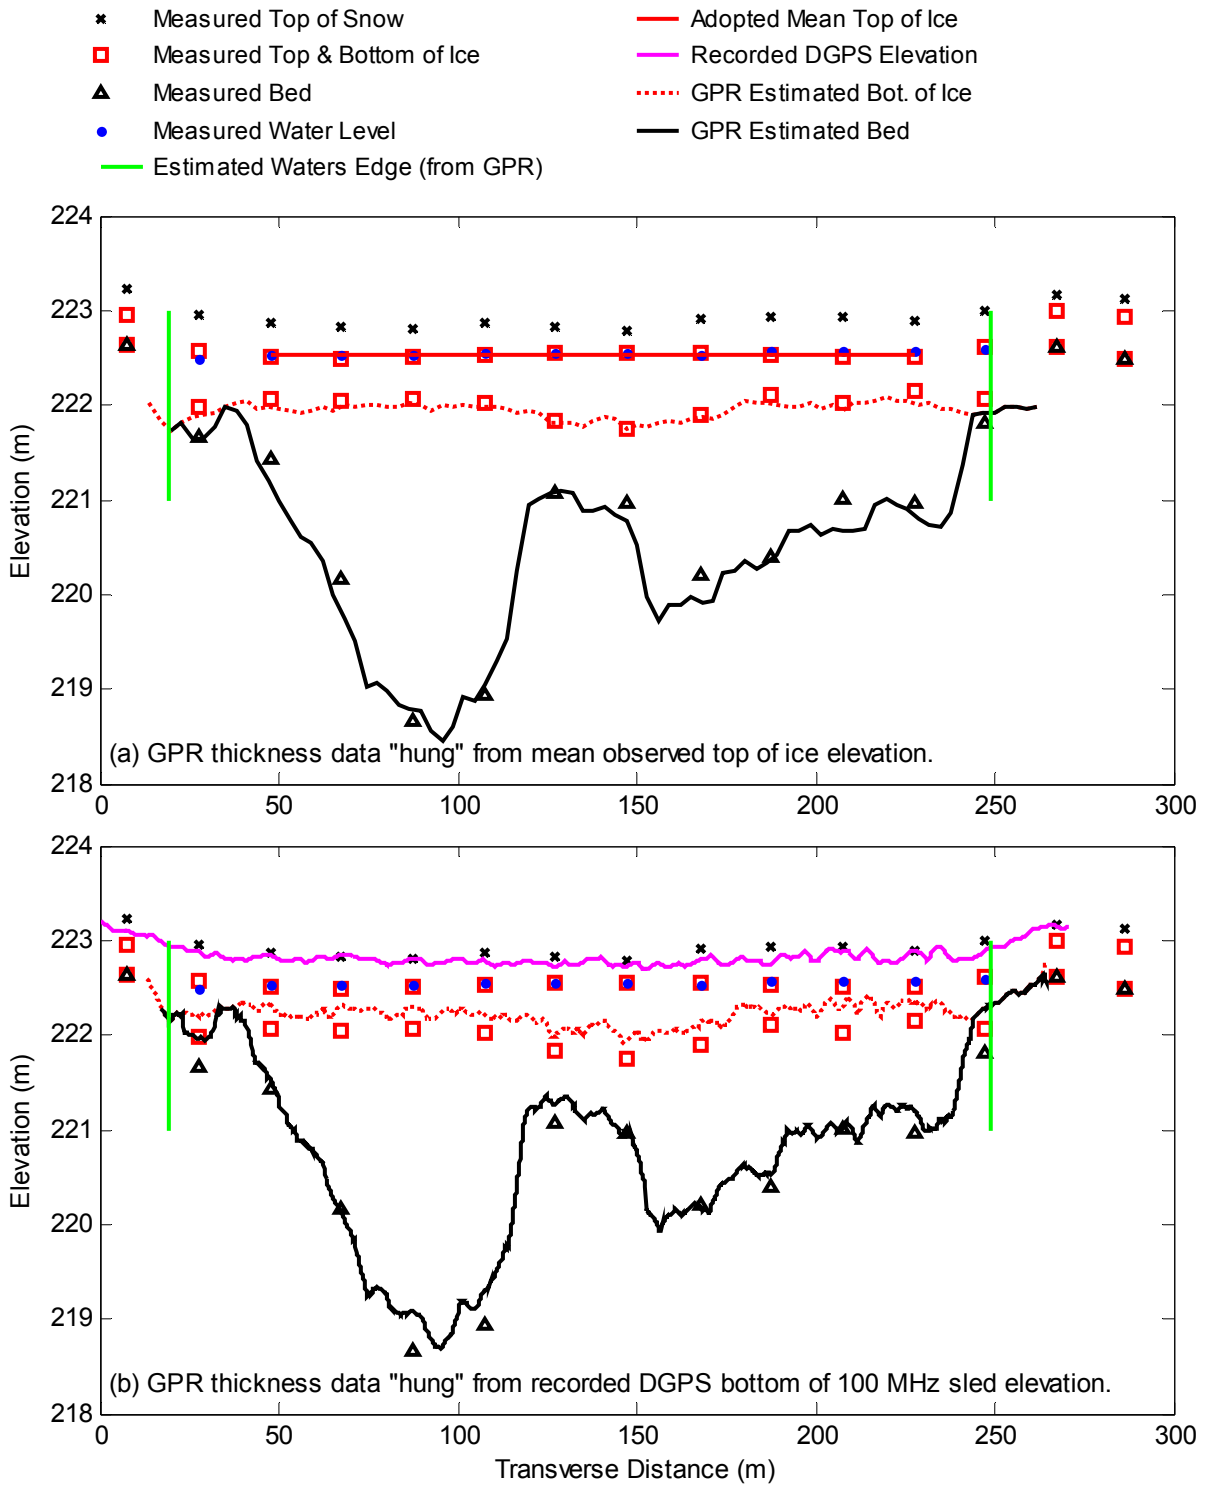 Measured Top of Snow
Measured Top & Bottom of Ice
Measured Bed
Measured Water Level
Estimated Waters Edge (from GPR)
Adopted Mean Top of Ice
Recorded DGPS Elevation
GPR Estimated Bot. of Ice
GPR Estimated Bed
224
223
222
221
220
219
218
Elevation (m)
(a) GPR thickness data "hung" from mean observed top of ice elevation.
0 50 100 150 200 250 300
224
223
222
221
220
219
218
Elevation (m)
(b) GPR thickness data "hung" from recorded DGPS bottom of 100 MHz sled elevation.
0 50 100 150 200 250 300
Transverse Distance (m)